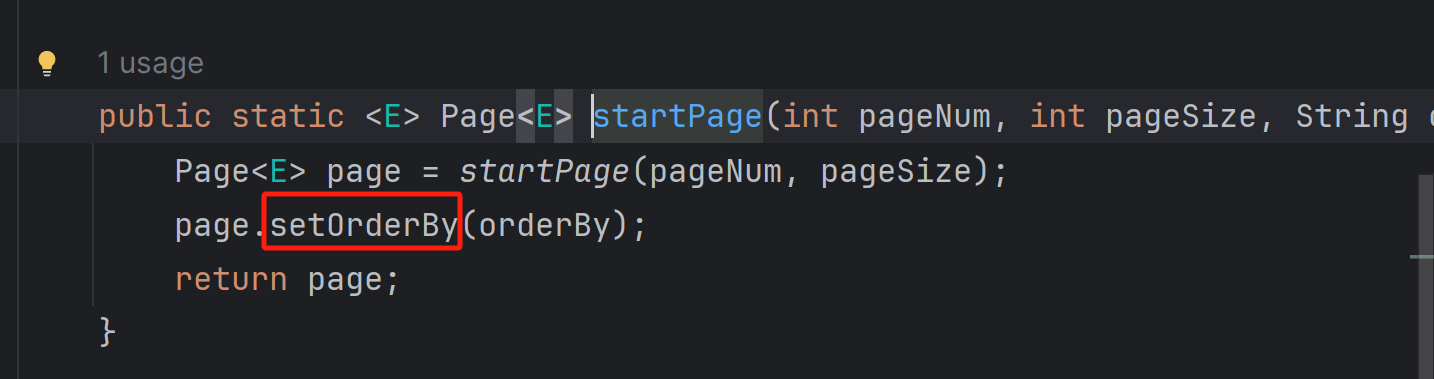 1 usage
public static <E> Page<E> startPage(int pageNum, int pageSize, String
Page<E> page = startPage(pageNum, pageSize);
page.setOrderBy(orderBy);
return page;
}